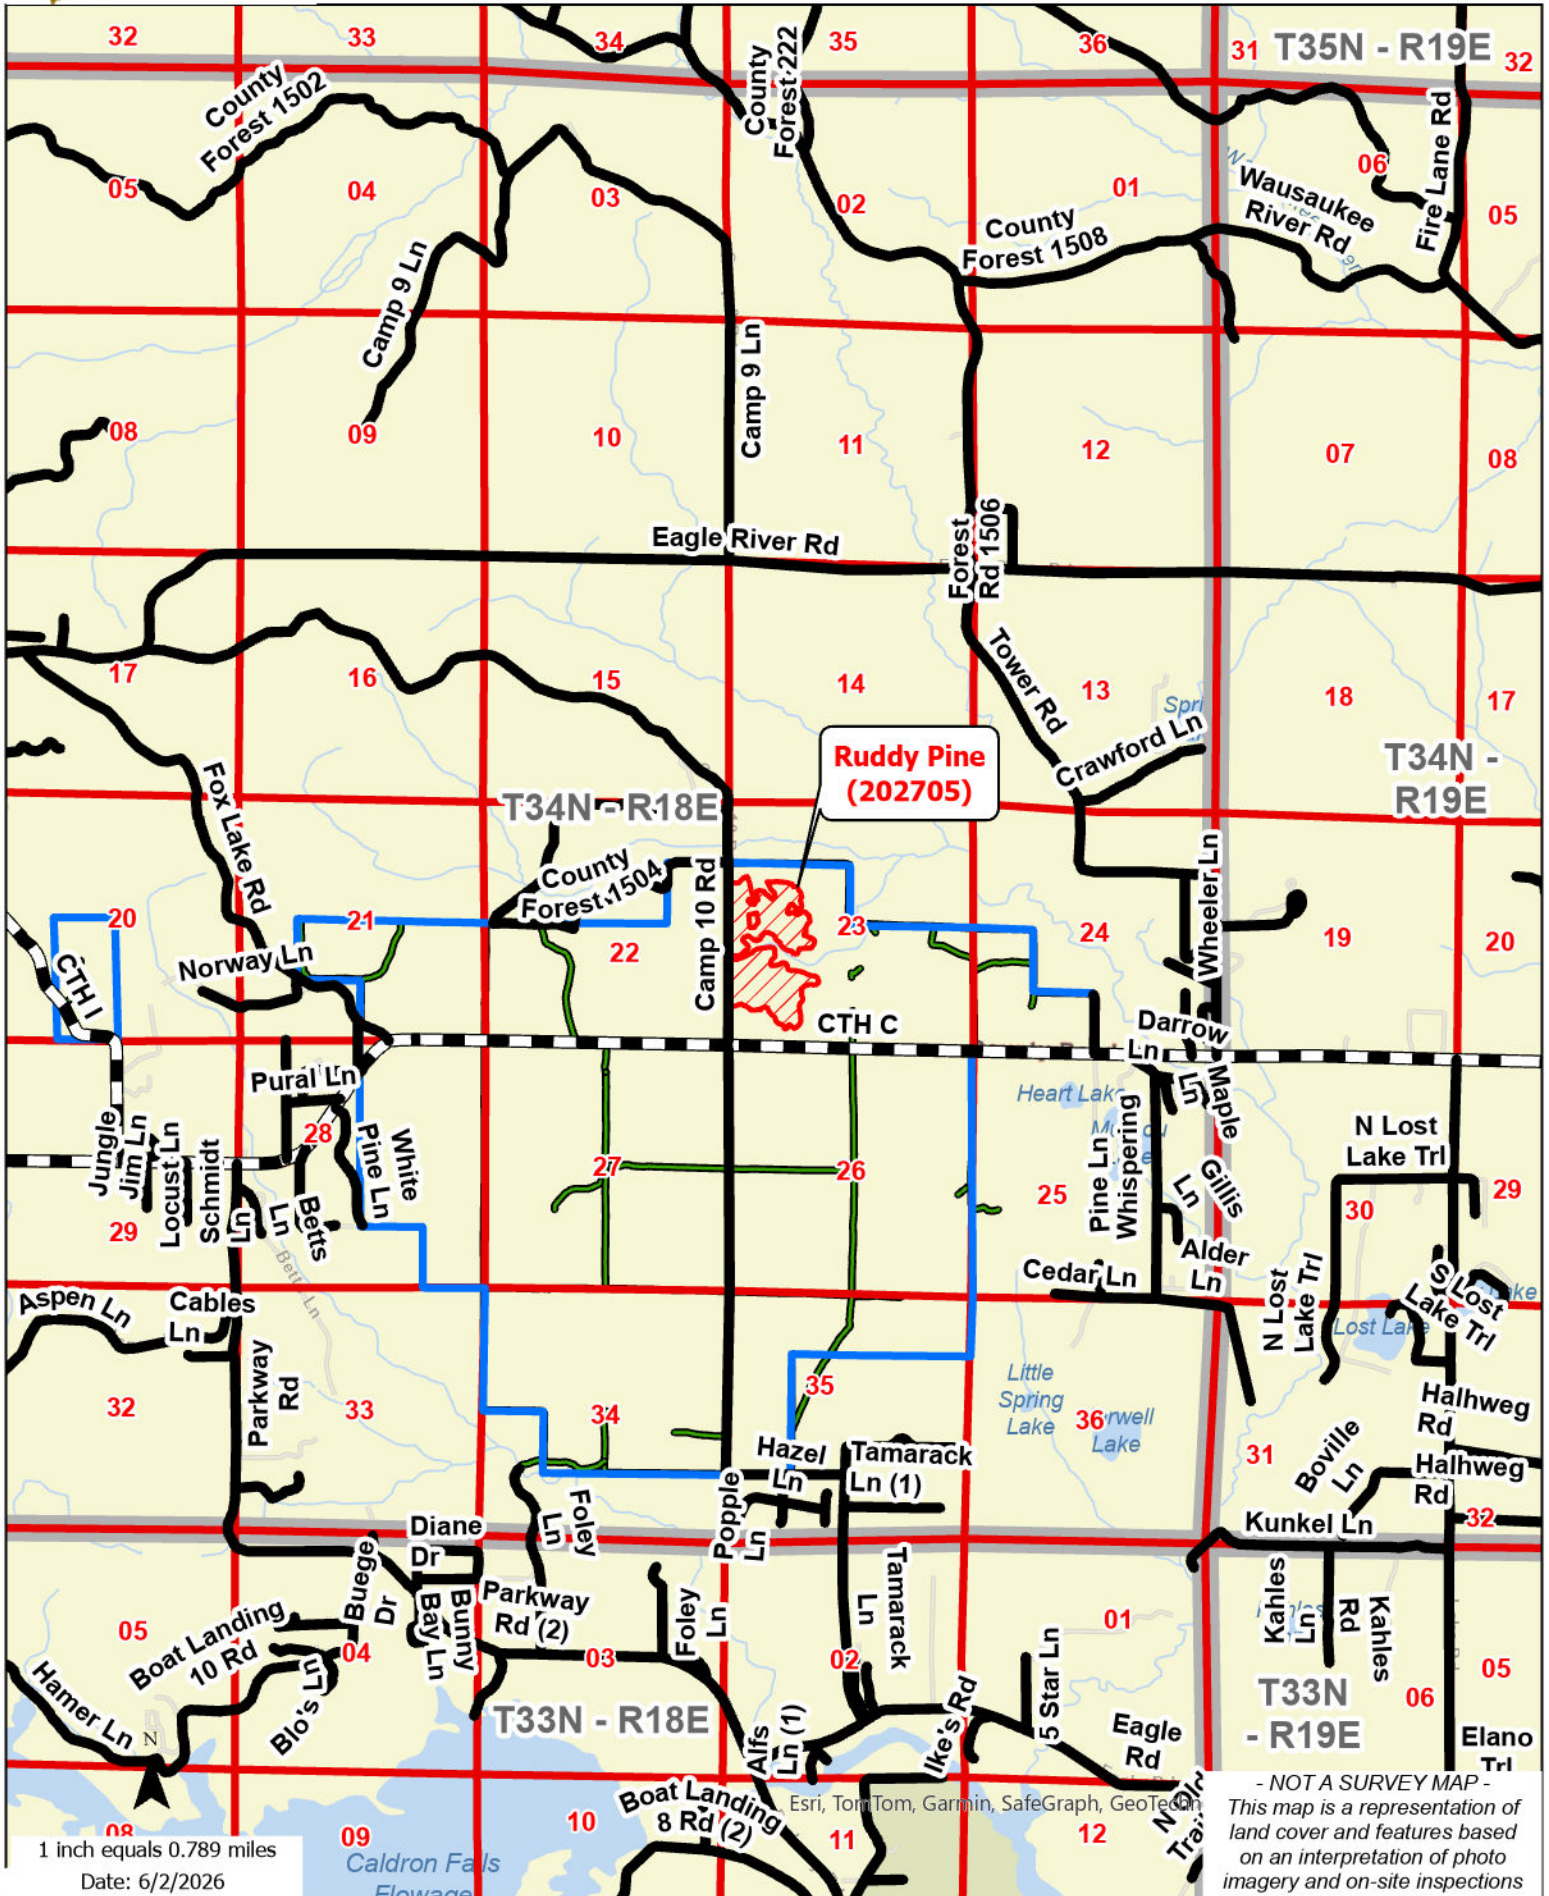 32
33
34
35
36
31
T35N - R19E
32
County
Forest 1502
County
Forest 222
Fire Lane Rd
05
04
03
02
01
06
05
Wausaukee
River Rd
County
Forest 1508
Camp 9 Ln
Camp 9 Ln
08
09
10
11
12
07
08
Eagle River Rd
Forest
Rd 1506
17
16
15
14
13
18
17
Tower Rd
Spri
Crawford Ln
Ruddy Pine
(202705)
T34N -
R19E
T34N - R18E
Fox Lake Rd
County
Forest 1504
Camp 10 Rd
Wheeler Ln
20
21
22
23
24
19
20
CTH I
Norway Ln
CTH C
Darrow
Ln
Pural Ln
Heart Lake
Ln
Maple
Jungle
Jim Ln
Locust Ln
Schmidt
Ln
28
Pine Ln
White
27
26
25
Pine Ln
Whispering
Gillis
Ln
N Lost
Lake Trl
30
29
29
Ln
Betts
Betts Ln
Alder
Ln
Cedar Ln
N Lost
Lake Trl
S Lost
Lake Trl
Lake
Lost Lake
Aspen Ln
Cables
Ln
Parkway
Rd
32
33
34
35
36
31
32
Little
Spring
Lake
rwell
Lake
Halhweg
Rd
Halhweg
Rd
Boville
Ln
Hazel
Ln
Tamarack
Ln (1)
Popple
Ln
Foley
Ln
Kunkel Ln
Diane
Dr
Buege
Dr
Bay Ln
Bunny
Parkway
Rd (2)
Foley
Ln
Tamarack
Ln
Kahles
Ln
Kahles
Rd
05
04
03
02
01
06
05
Boat Landing
10 Rd
Hamer Ln
Blo's
Ln
N
T33N - R18E
T33N
- R19E
Alfs
Ln (1)
Ilke's Rd
5 Star Ln
Eagle
Rd
Elano
Trl
N Old
Trai
Boat Landing
8 Rd (2)
Esri, TomTom, Garmin, SafeGraph, GeoTechn
08
09
10
11
12
Caldron Falls
Flowage
1 inch equals 0.789 miles
Date: 6/2/2026
- NOT A SURVEY MAP -
This map is a representation of
land cover and features based
on an interpretation of photo
imagery and on-site inspections